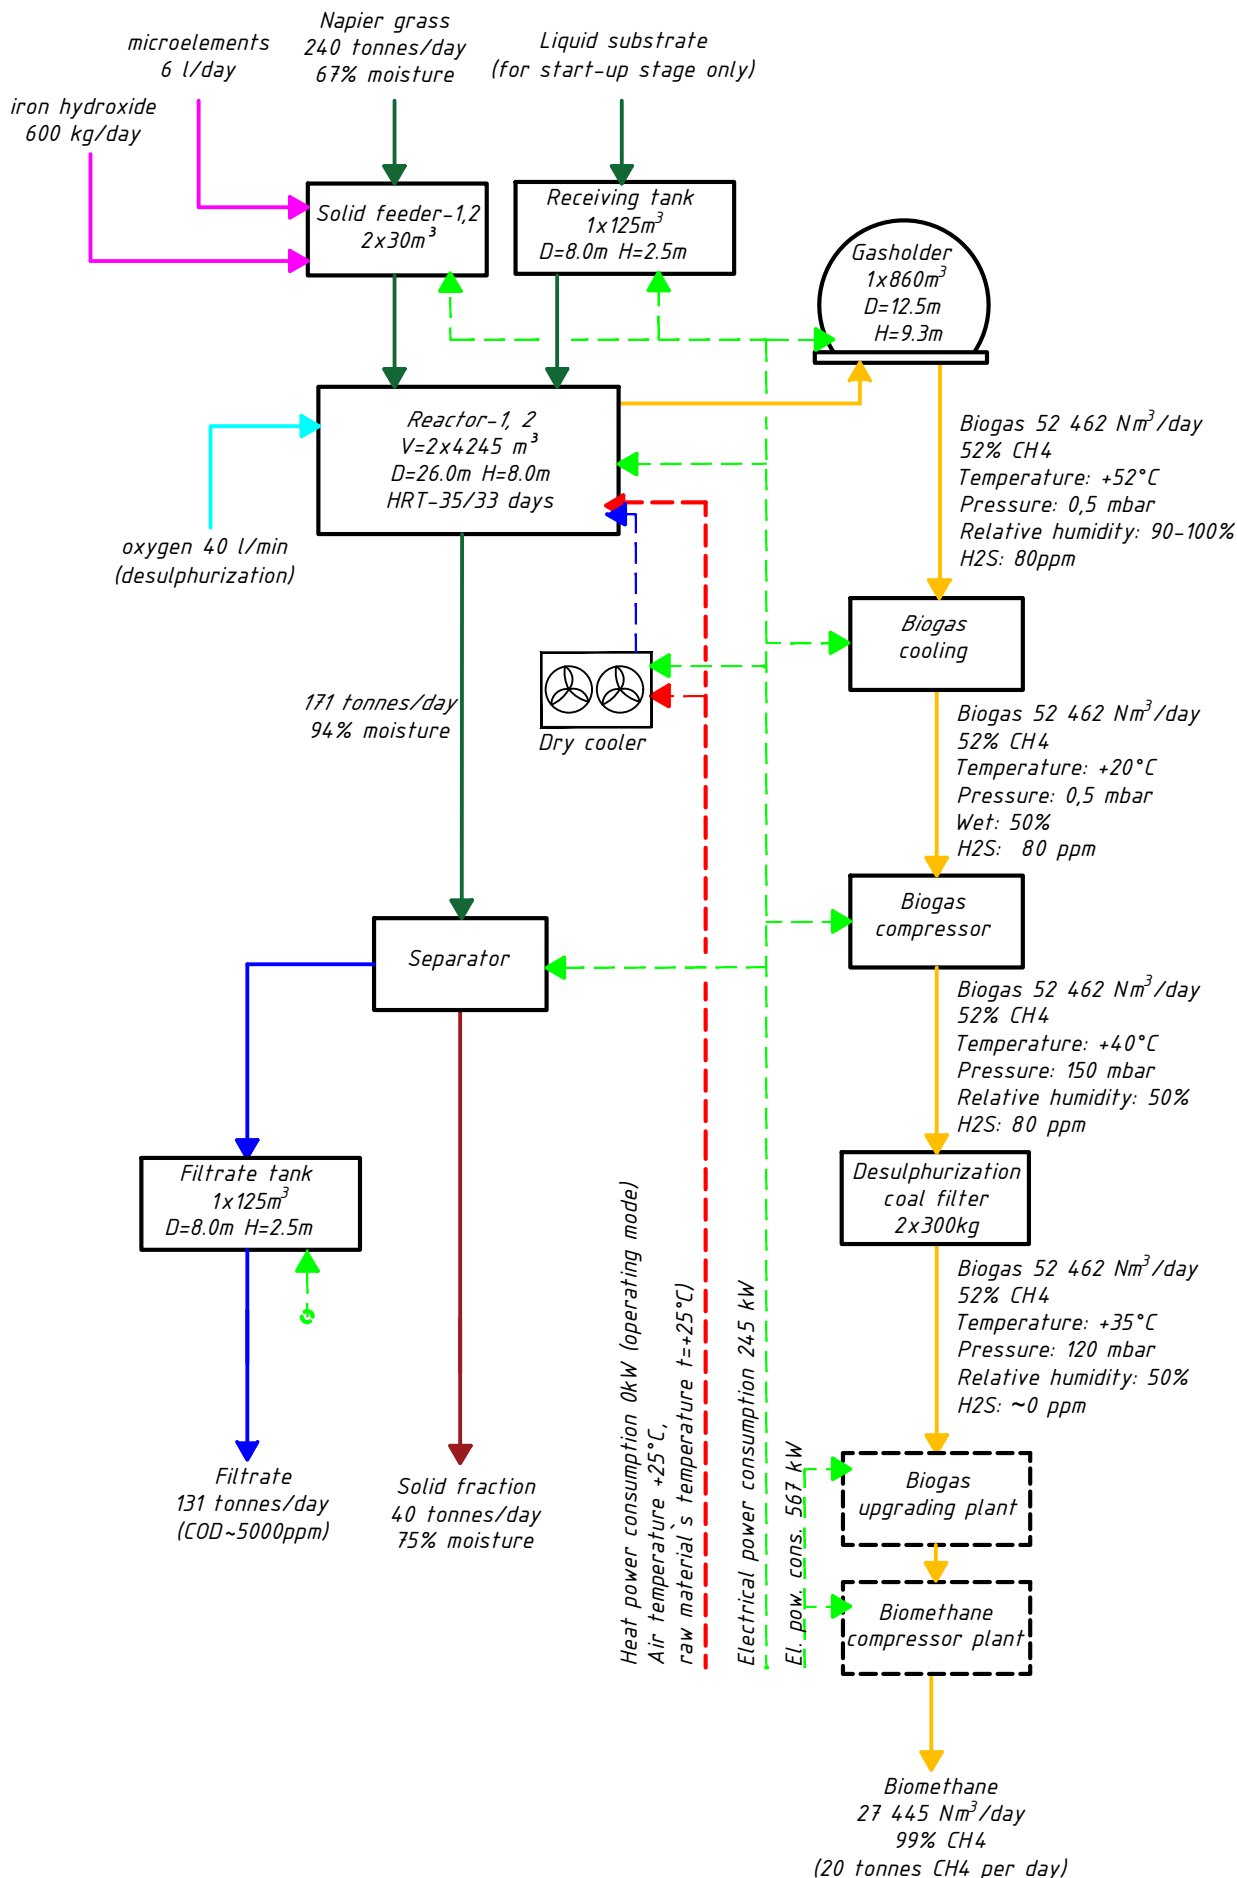 microelements
6 l/day
Napier grass
240 tonnes/day
67% moisture
Liquid substrate
(for start-up stage only)
iron hydroxide
600 kg/day
Solid feeder-1,2
2x30m³
Receiving tank
1x125m³
D=8.0m H=2.5m
Gasholder
1x860m³
D=12.5m
H=9.3m
Reactor-1, 2
V=2x4245 m³
D=26.0m H=8.0m
HRT-35/33 days
oxygen 40 l/min
(desulphurization)
Biogas 52 462 Nm³/day
52% CH4
Temperature: +52°C
Pressure: 0,5 mbar
Relative humidity: 90-100%
H2S: 80ppm
Biogas
cooling
171 tonnes/day
94% moisture
Dry cooler
Biogas 52 462 Nm³/day
52% CH4
Temperature: +20°C
Pressure: 0,5 mbar
Wet: 50%
H2S: 80 ppm
Biogas
compressor
Separator
Biogas 52 462 Nm³/day
52% CH4
Temperature: +40°C
Pressure: 150 mbar
Relative humidity: 50%
H2S: 80 ppm
Filtrate tank
1x125m³
D=8.0m H=2.5m
Desulphurization
coal filter
2x300kg
Biogas 52 462 Nm³/day
52% CH4
Temperature: +35°C
Pressure: 120 mbar
Relative humidity: 50%
H2S: ~0 ppm
Heat power consumption 0kW (operating mode)
Air temperature +25°C,
raw material`s temperature t=+25°C)
Electrical power consumption 245 kW
El. pow. cons. 567 kW
Filtrate
131 tonnes/day
(COD~5000ppm)
Solid fraction
40 tonnes/day
75% moisture
Biogas
upgrading plant
Biomethane
compressor plant
Biomethane
27 445 Nm³/day
99% CH4
(20 tonnes CH4 per day)